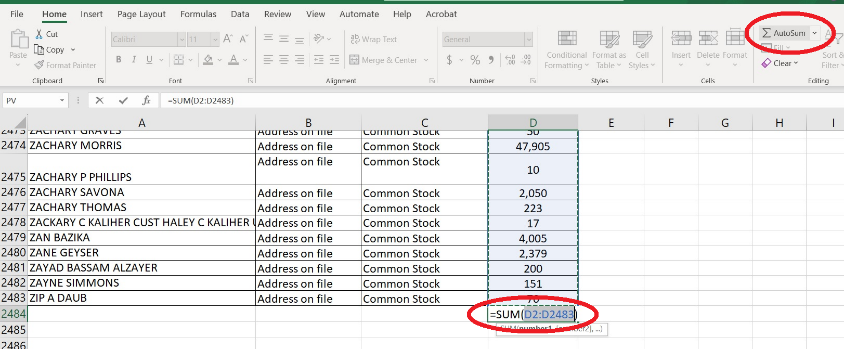 File Home Insert Page Layout Formulas Data Review View Automate Help Acrobat
Paste Cut Copy Format Painter Clipboard
Calibri 11 A^ A˅ B I U A Font
ab Wrap Text Merge & Center Alignment
General $ % 9 Number
Conditional Formatting Format as Table Cell Styles Styles
Insert Delete Format Cells
Σ AutoSum Fill Clear Sort & Filter Editing
PV fx =SUM(D2:D2483)
A B C D E F G H I
2473 ZACHARY GRAVES Address on file Common Stock 50
2474 ZACHARY MORRIS Address on file Common Stock 47,905
2475 ZACHARY P PHILLIPS Address on file Common Stock 10
2476 ZACHARY SAVONA Address on file Common Stock 2,050
2477 ZACHARY THOMAS Address on file Common Stock 223
2478 ZACKARY C KALIHER CUST HALEY C KALIHER U Address on file Common Stock 17
2479 ZAN BAZIKA Address on file Common Stock 4,005
2480 ZANE GEYSER Address on file Common Stock 2,379
2481 ZAYAD BASSAM ALZAYER Address on file Common Stock 200
2482 ZAYNE SIMMONS Address on file Common Stock 151
2483 ZIP A DAUB Address on file Common Stock 70
2484 =SUM(D2:D2483)
2485 SUM(number1, [number2], ...)
2486